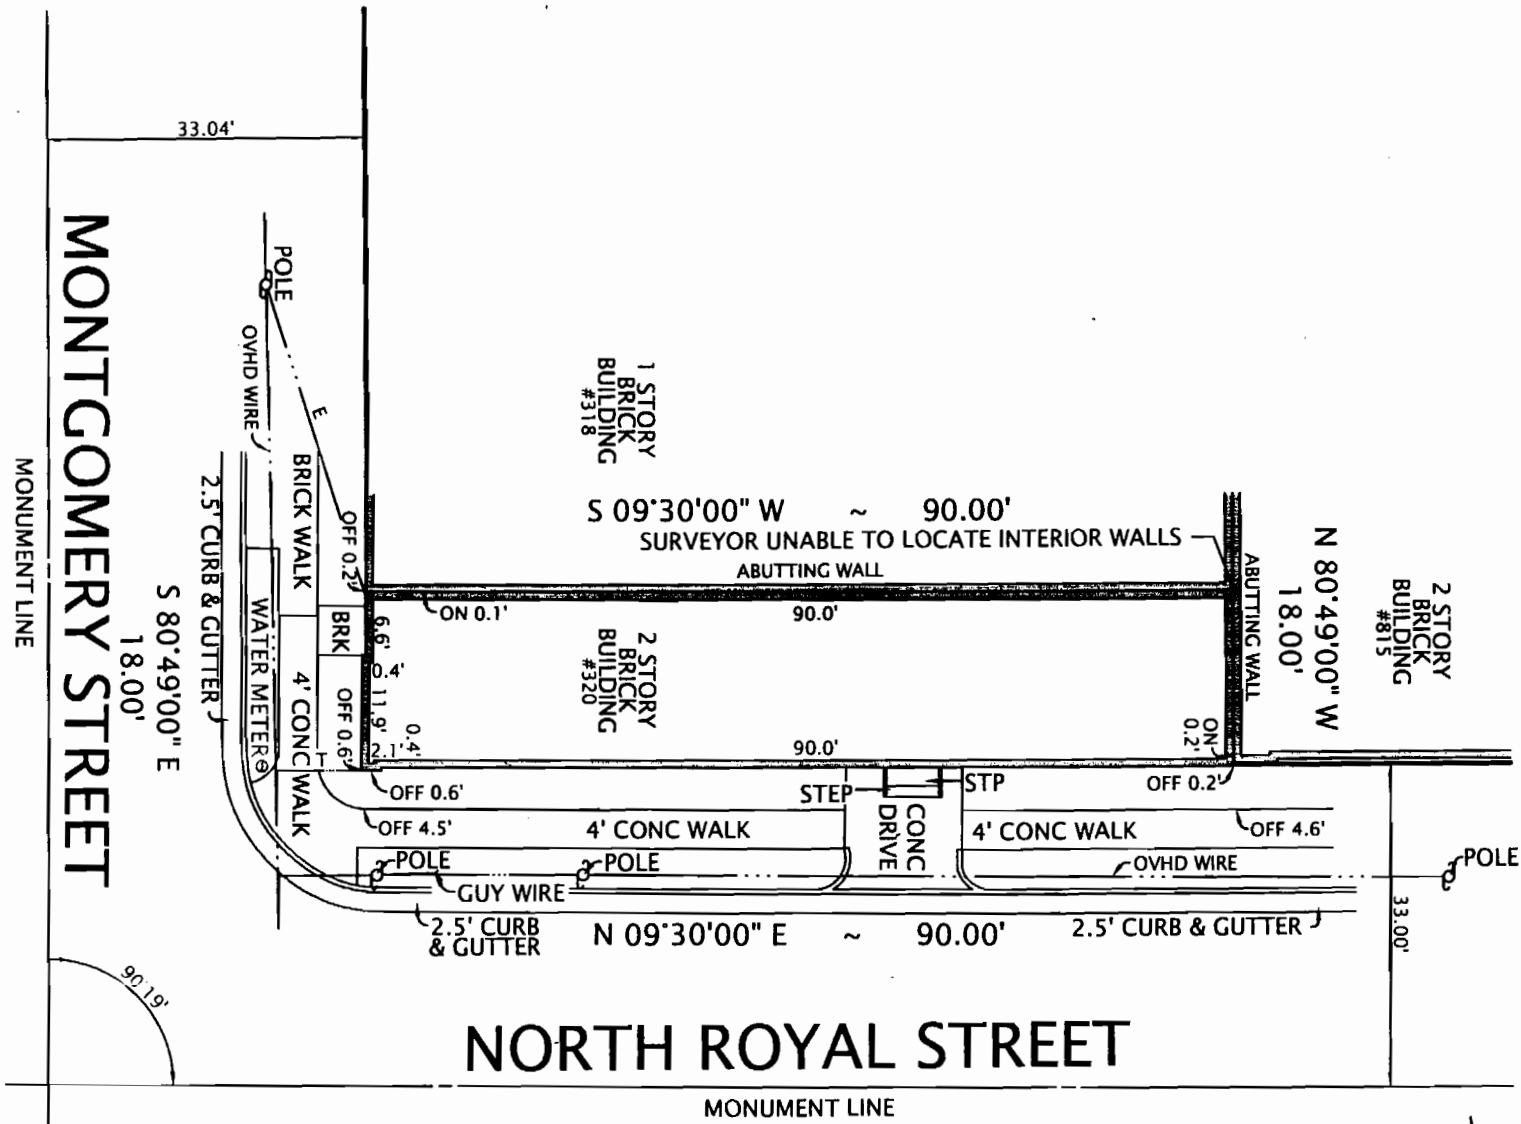 33.04'
MONTGOMERY STREET
MONUMENT LINE
POLE
OVHD WIRE
E
BRICK WALK
2.5' CURB & GUTTER
S 80°49'00" E
18.00'
WATER METER
4' CONC WALK
BRK
OFF 0.2'
OFF 0.6'
T
1 STORY
BRICK
BUILDING
#318
S 09°30'00" W ~ 90.00'
SURVEYOR UNABLE TO LOCATE INTERIOR WALLS
ABUTTING WALL
ON 0.1'
90.0'
6.6'
0.4'
11.9'
2.1'
0.4'
2 STORY
BRICK
BUILDING
#320
90.0'
ON
0.2'
ABUTTING WALL
N 80°49'00" W
18.00'
2 STORY
BRICK
BUILDING
#815
OFF 0.6'
STEP
STP
OFF 0.2'
OFF 4.5'
4' CONC WALK
CONC
DRIVE
4' CONC WALK
OFF 4.6'
POLE
POLE
OVHD WIRE
POLE
GUY WIRE
2.5' CURB
& GUTTER
N 09°30'00" E ~ 90.00'
2.5' CURB & GUTTER
33.00'
90°19'
NORTH ROYAL STREET
MONUMENT LINE